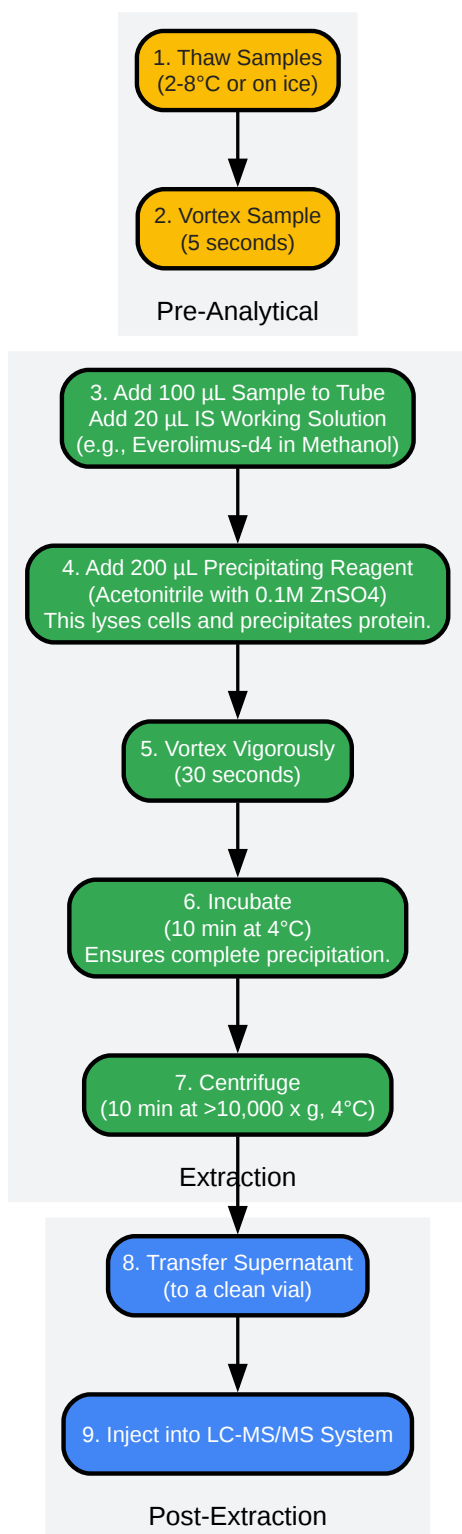 1. Thaw Samples
(2-8°C or on ice)
2. Vortex Sample
(5 seconds)
Pre-Analytical
3. Add 100 µL Sample to Tube
Add 20 µL IS Working Solution
(e.g., Everolimus-d4 in Methanol)
4. Add 200 µL Precipitating Reagent
(Acetonitrile with 0.1M ZnSO4)
This lyses cells and precipitates protein.
5. Vortex Vigorously
(30 seconds)
6. Incubate
(10 min at 4°C)
Ensures complete precipitation.
7. Centrifuge
(10 min at >10,000 x g, 4°C)
Extraction
8. Transfer Supernatant
(to a clean vial)
9. Inject into LC-MS/MS System
Post-Extraction